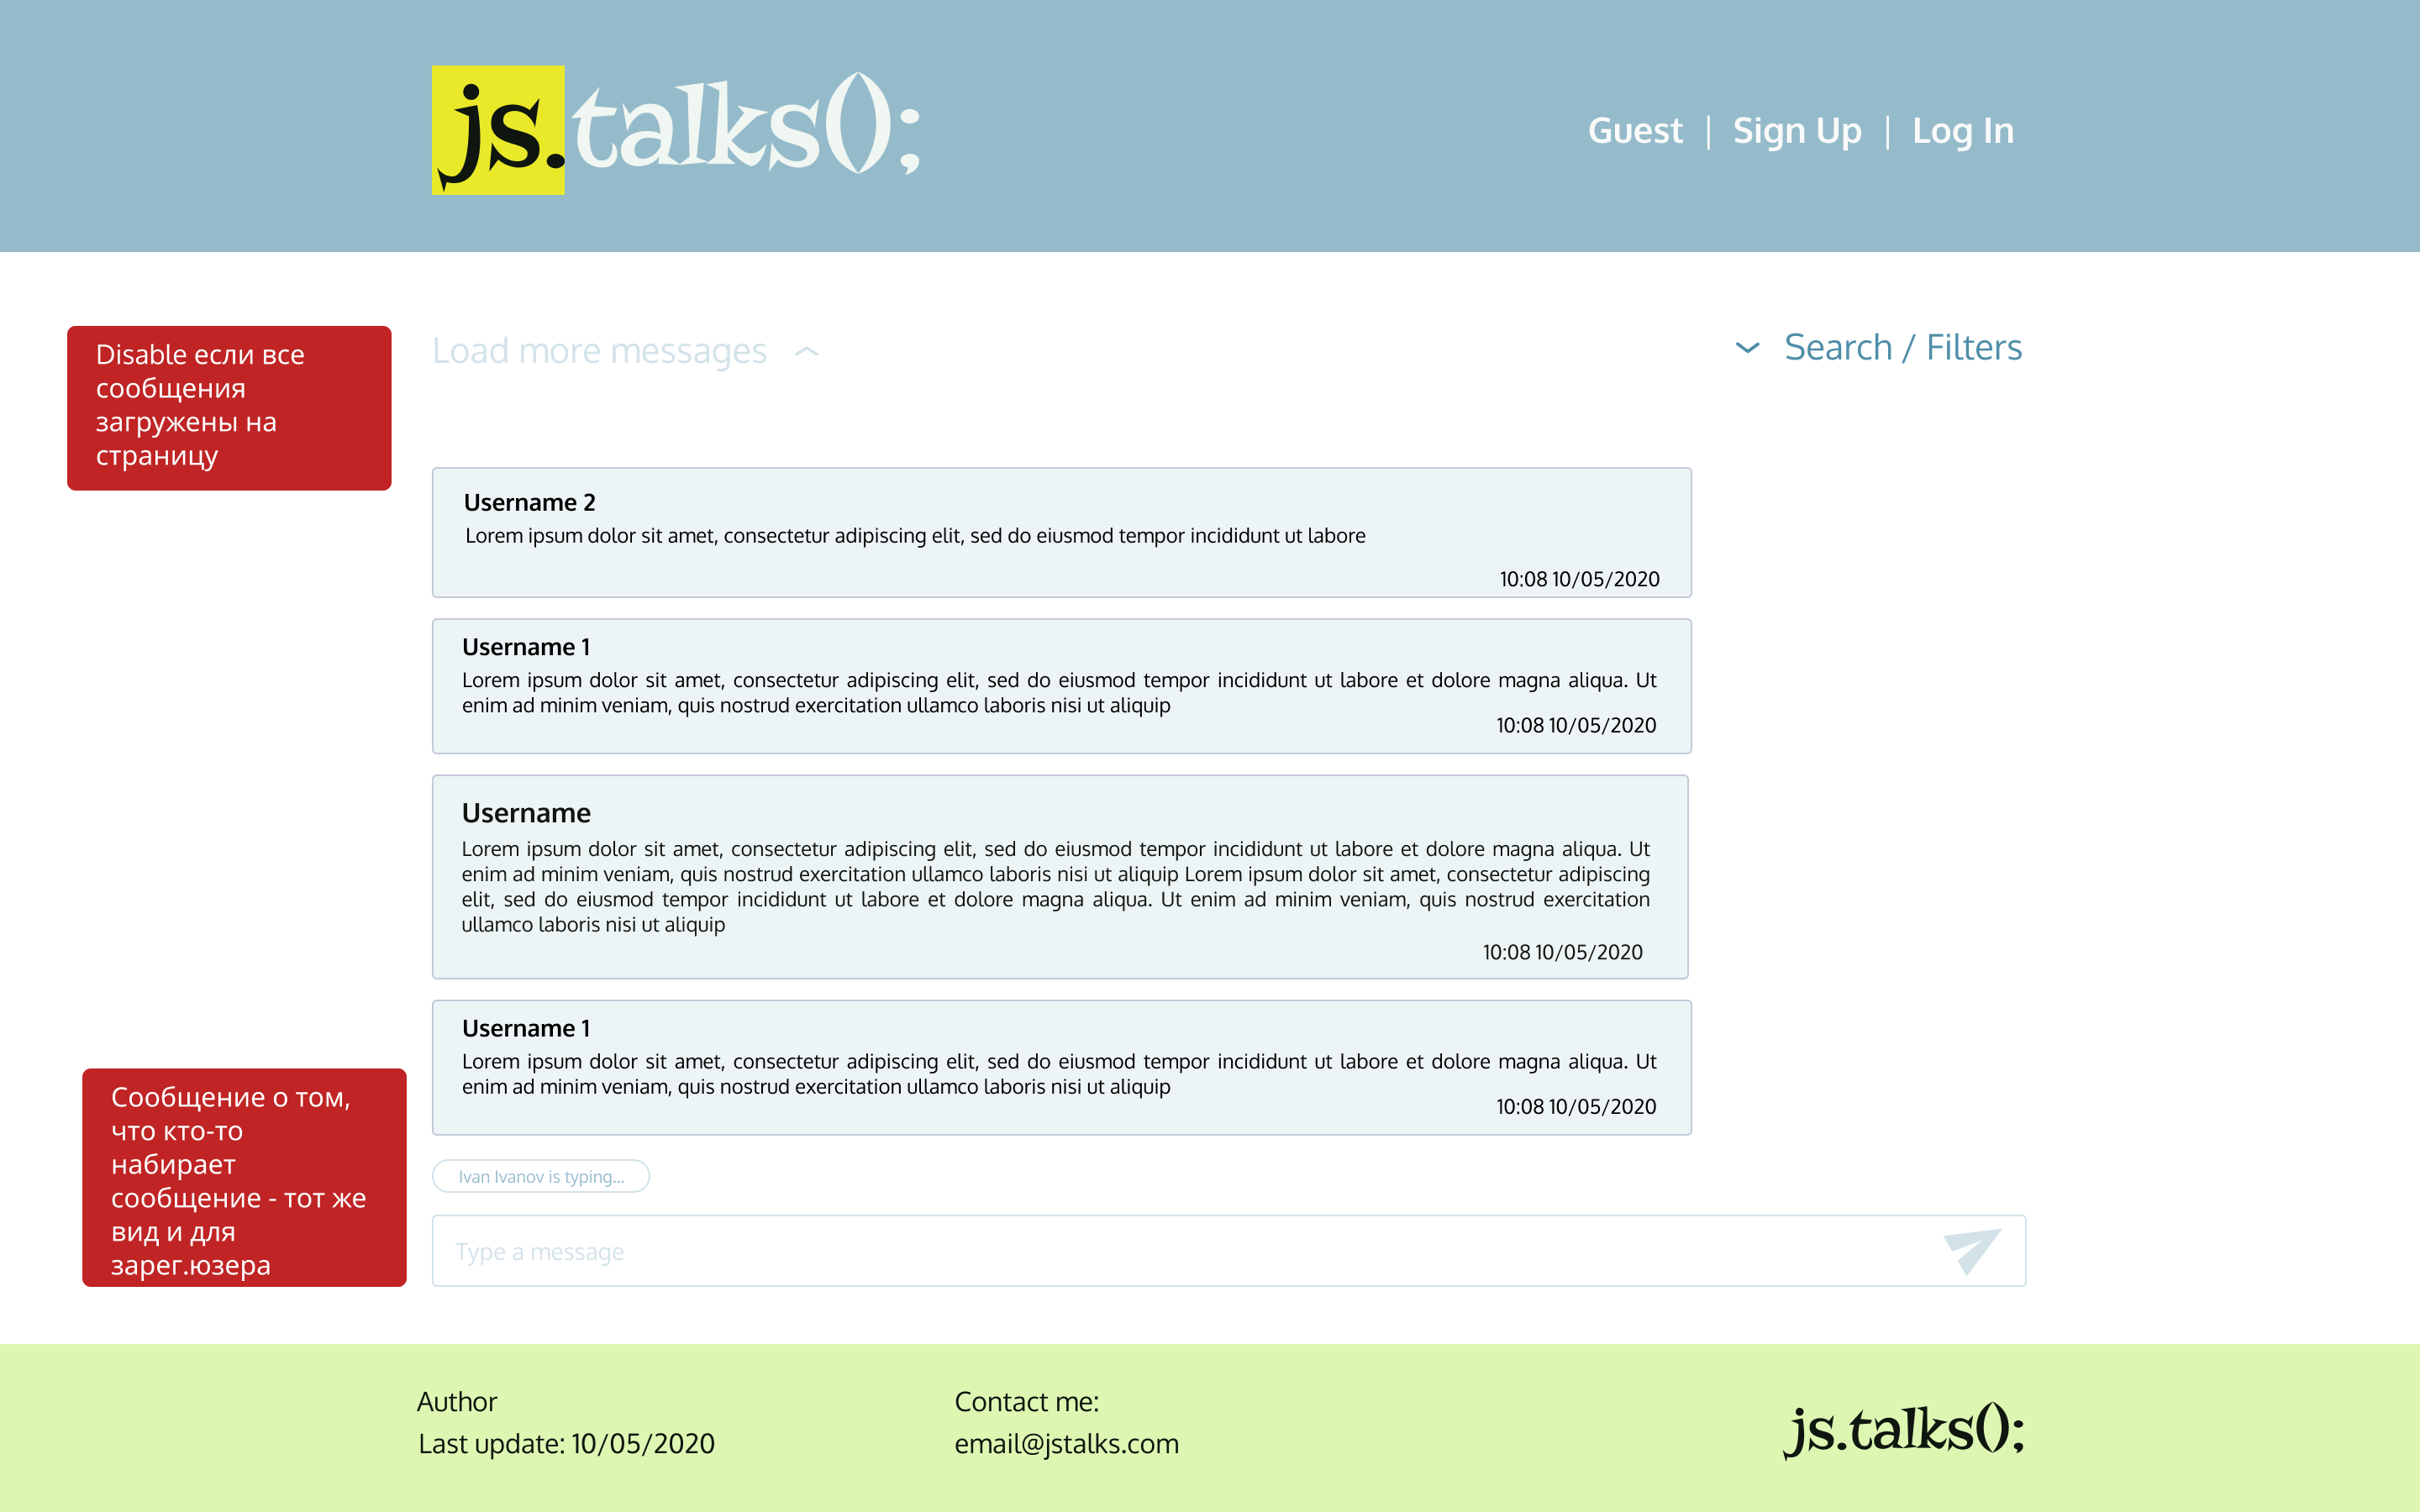 js.talks();
Guest | Sign Up | Log In
Disable если все
сообщения
загружены на
страницу
Load more messages
Search / Filters
Username 2
Lorem ipsum dolor sit amet, consectetur adipiscing elit, sed do eiusmod tempor incididunt ut labore
10:08 10/05/2020
Username 1
Lorem ipsum dolor sit amet, consectetur adipiscing elit, sed do eiusmod tempor incididunt ut labore et dolore magna aliqua. Ut
enim ad minim veniam, quis nostrud exercitation ullamco laboris nisi ut aliquip
10:08 10/05/2020
Username
Lorem ipsum dolor sit amet, consectetur adipiscing elit, sed do eiusmod tempor incididunt ut labore et dolore magna aliqua. Ut
enim ad minim veniam, quis nostrud exercitation ullamco laboris nisi ut aliquip Lorem ipsum dolor sit amet, consectetur adipiscing
elit, sed do eiusmod tempor incididunt ut labore et dolore magna aliqua. Ut enim ad minim veniam, quis nostrud exercitation
ullamco laboris nisi ut aliquip
10:08 10/05/2020
Username 1
Lorem ipsum dolor sit amet, consectetur adipiscing elit, sed do eiusmod tempor incididunt ut labore et dolore magna aliqua. Ut
enim ad minim veniam, quis nostrud exercitation ullamco laboris nisi ut aliquip
10:08 10/05/2020
Сообщение о том,
что кто-то
набирает
сообщение - тот же
вид и для
зарег.юзера
Ivan Ivanov is typing...
Type a message
Author
Last update: 10/05/2020
Contact me:
email@jstalks.com
js.talks();